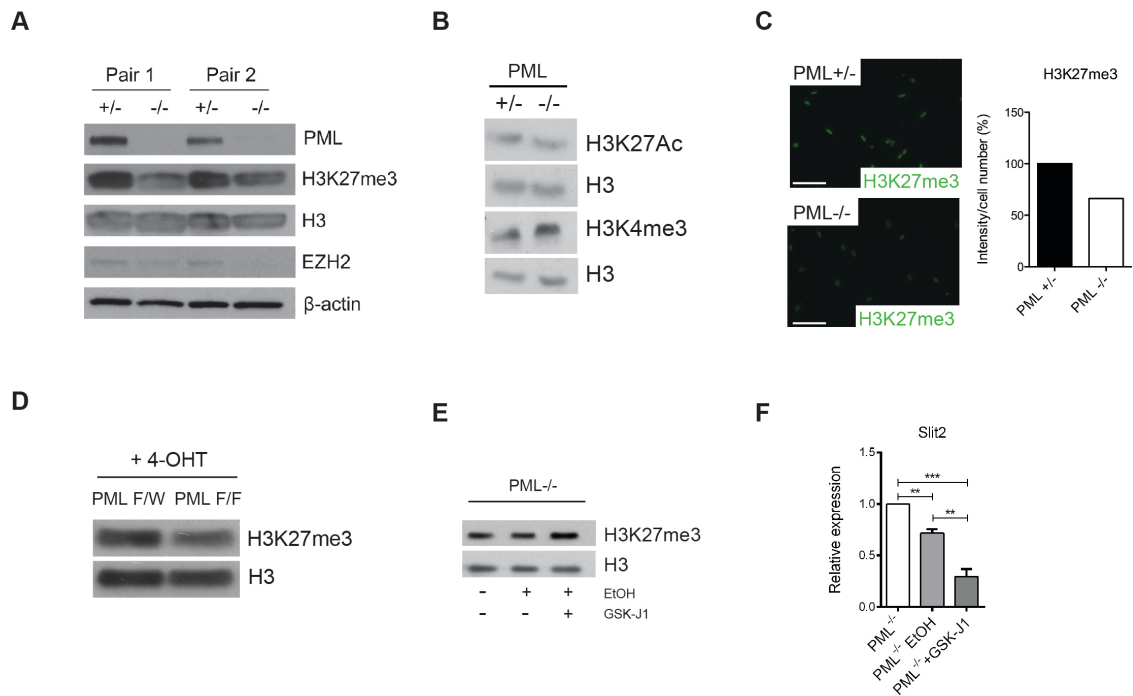 A
Pair 1 Pair 2
+/- -/- +/- -/-
PML
H3K27me3
H3
EZH2
β-actin
B
PML
+/- -/-
H3K27Ac
H3
H3K4me3
H3
C
PML+/-
H3K27me3
PML-/-
H3K27me3
H3K27me3
Intensity/cell number (%)
150
100
50
0
PML +/-
PML -/-
D
+ 4-OHT
PML F/W PML F/F
H3K27me3
H3
E
PML-/-
H3K27me3
H3
- + + EtOH
- - + GSK-J1
F
Slit2
Relative expression
1.5
1.0
0.5
0.0
***
** **
PML-/-
PML-/- EtOH
PML-/-+GSK-J1